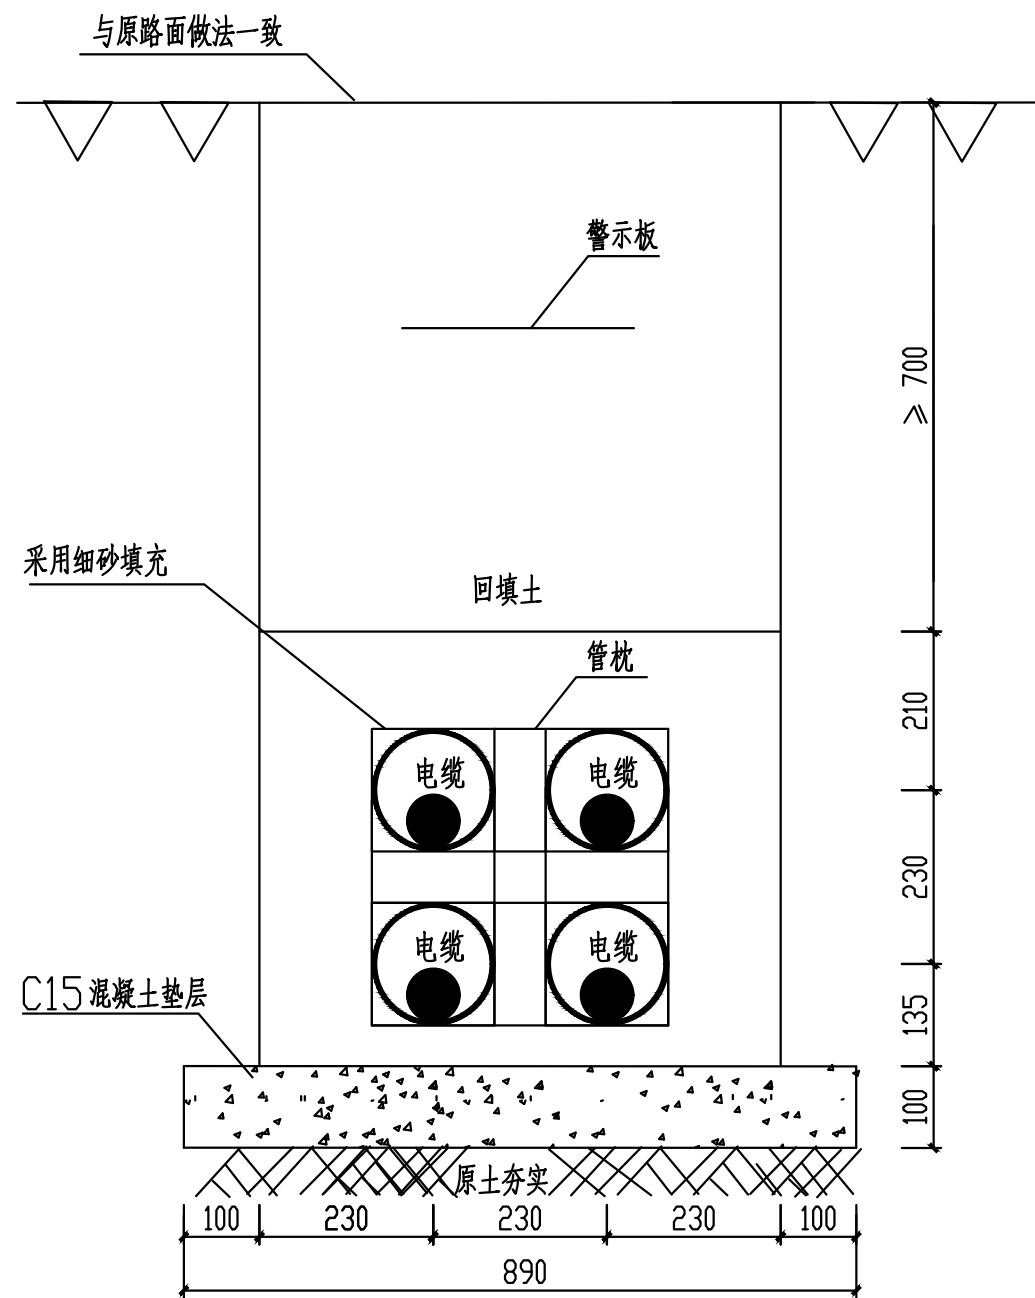 与原路面做法一致
警示板
≥ 700
采用细砂填充
回填土
管枕
210
电缆
电缆
230
电缆
电缆
C15混凝土垫层
135
100
原土夯实
100
230
230
230
100
890